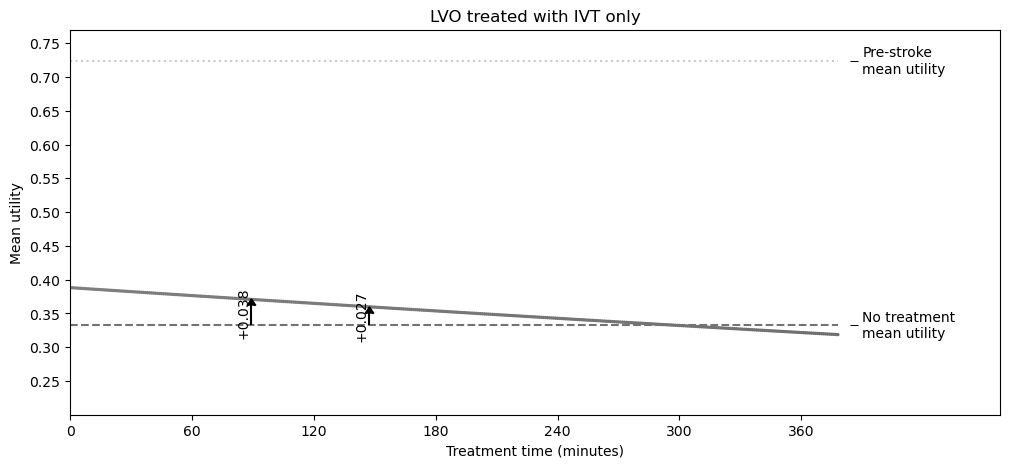 LVO treated with IVT only
Mean utility
0.75
0.70
0.65
0.60
0.55
0.50
0.45
0.40
0.35
0.30
0.25
Pre-stroke
mean utility
+0.038
+0.027
No treatment
mean utility
0
60
120
180
240
300
360
Treatment time (minutes)